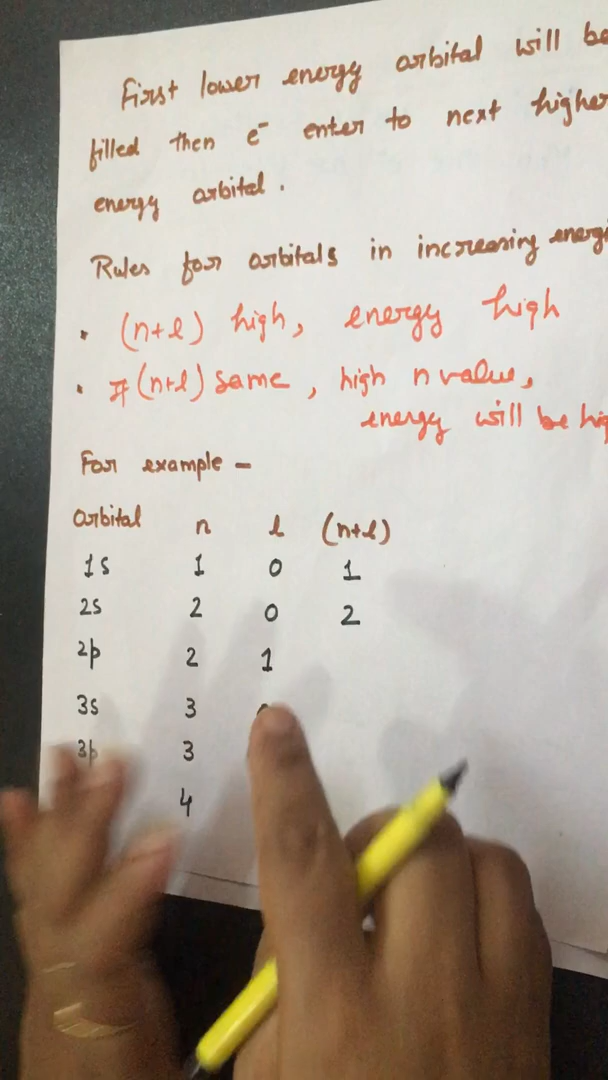 First lower energy orbital will be
filled then e⁻ enter to next higher
energy orbital.
Rules for orbitals in increasing
• (n+l) high, energy high
• If (n+l) same, high n value,
energy will be
For example -
orbital n l (n+l)
1s 1 0 1
2s 2 0 2
2p 2 1
3s 3
3p 3
4